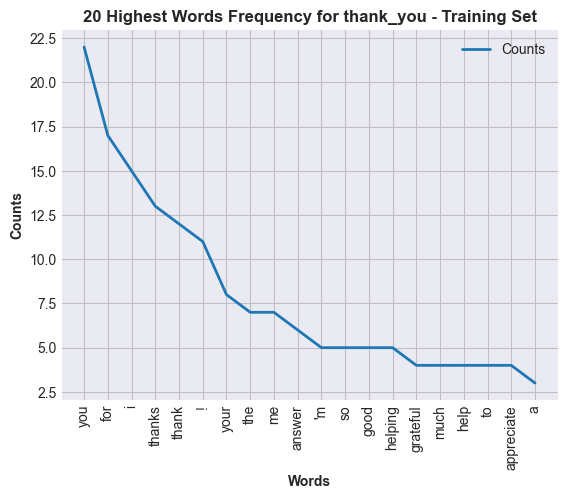 20 Highest Words Frequency for thank_you - Training Set
22.5
20.0
17.5
15.0
12.5
10.0
7.5
5.0
2.5
Counts
Counts
you
for
i
thanks
thank
!
your
the
me
answer
'm
so
good
helping
grateful
much
help
to
appreciate
a
Words